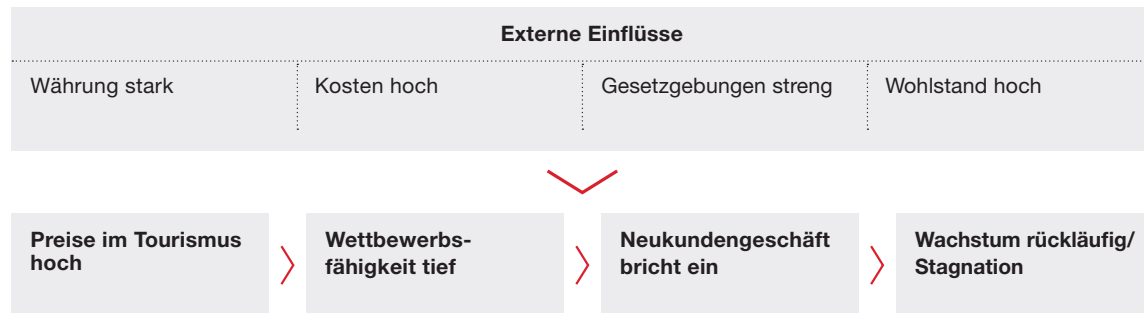 Externe Einflüsse
Währung stark
Kosten hoch
Gesetzgebungen streng
Wohlstand hoch
Preise im Tourismus
hoch
Wettbewerbs-
fähigkeit tief
Neukundengeschäft
bricht ein
Wachstum rückläufig/
Stagnation